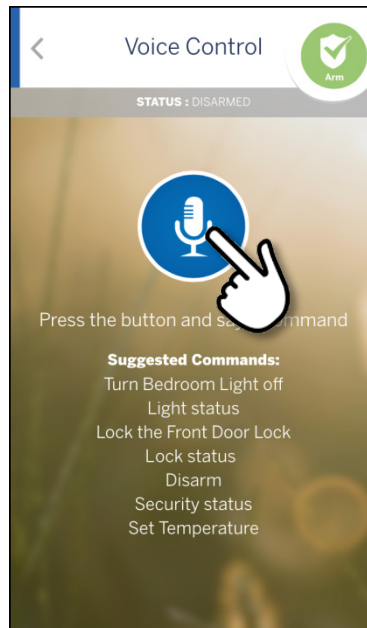 Voice Control
Arm
STATUS : DISARMED
Press the button and say command
Suggested Commands:
Turn Bedroom Light off
Light status
Lock the Front Door Lock
Lock status
Disarm
Security status
Set Temperature